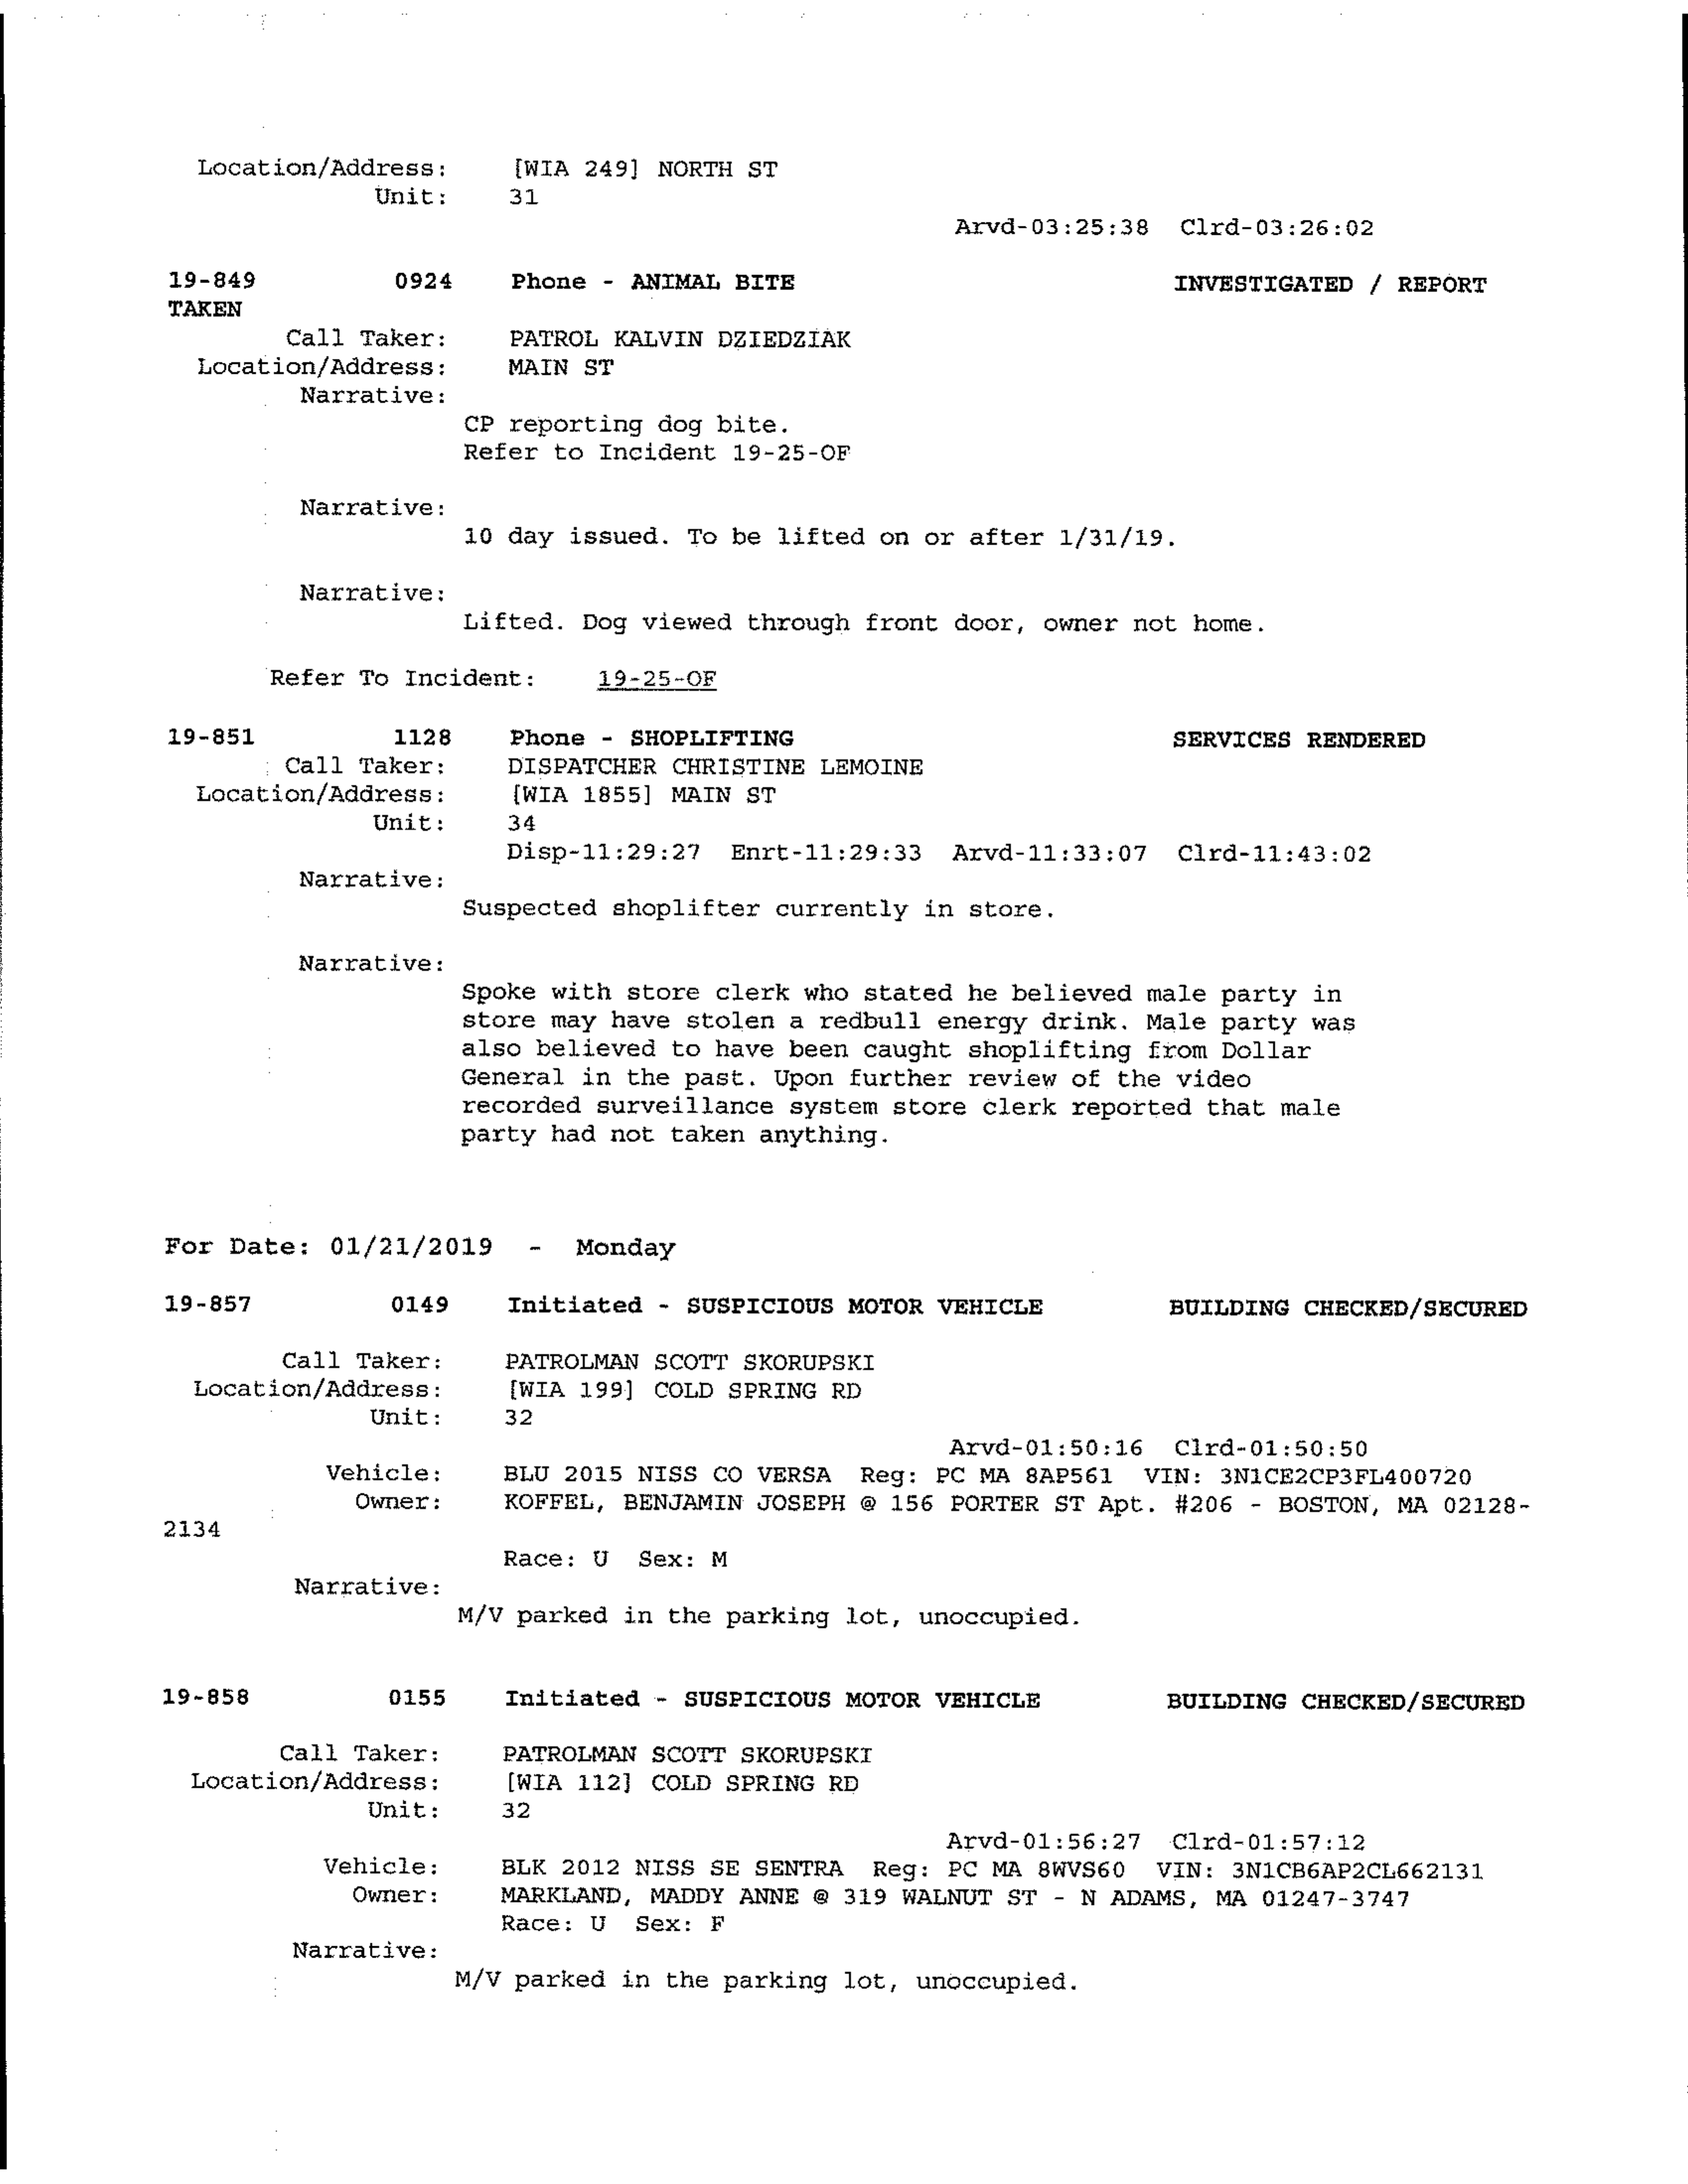 Location/Address: [WIA 249] NORTH ST
Unit: 31
Arvd-03:25:38 Clrd-03:26:02
19-849 0924 Phone - ANIMAL BITE INVESTIGATED / REPORT
TAKEN
Call Taker: PATROL KALVIN DZIEDZIAK
Location/Address: MAIN ST
Narrative:
CP reporting dog bite.
Refer to Incident 19-25-OF
Narrative:
10 day issued. To be lifted on or after 1/31/19.
Narrative:
Lifted. Dog viewed through front door, owner not home.
Refer To Incident: 19-25-OF
19-851 1128 Phone - SHOPLIFTING SERVICES RENDERED
Call Taker: DISPATCHER CHRISTINE LEMOINE
Location/Address: [WIA 1855] MAIN ST
Unit: 34
Disp-11:29:27 Enrt-11:29:33 Arvd-11:33:07 Clrd-11:43:02
Narrative:
Suspected shoplifter currently in store.
Narrative:
Spoke with store clerk who stated he believed male party in
store may have stolen a redbull energy drink. Male party was
also believed to have been caught shoplifting from Dollar
General in the past. Upon further review of the video
recorded surveillance system store clerk reported that male
party had not taken anything.
For Date: 01/21/2019 - Monday
19-857 0149 Initiated - SUSPICIOUS MOTOR VEHICLE BUILDING CHECKED/SECURED
Call Taker: PATROLMAN SCOTT SKORUPSKI
Location/Address: [WIA 199] COLD SPRING RD
Unit: 32
Arvd-01:50:16 Clrd-01:50:50
Vehicle: BLU 2015 NISS CO VERSA Reg: PC MA 8AP561 VIN: 3N1CE2CP3FL400720
Owner: KOFFEL, BENJAMIN JOSEPH @ 156 PORTER ST Apt. #206 - BOSTON, MA 02128-
2134
Race: U Sex: M
Narrative:
M/V parked in the parking lot, unoccupied.
19-858 0155 Initiated - SUSPICIOUS MOTOR VEHICLE BUILDING CHECKED/SECURED
Call Taker: PATROLMAN SCOTT SKORUPSKI
Location/Address: [WIA 112] COLD SPRING RD
Unit: 32
Arvd-01:56:27 Clrd-01:57:12
Vehicle: BLK 2012 NISS SE SENTRA Reg: PC MA 8WVS60 VIN: 3N1CB6AP2CL662131
Owner: MARKLAND, MADDY ANNE @ 319 WALNUT ST - N ADAMS, MA 01247-3747
Race: U Sex: F
Narrative:
M/V parked in the parking lot, unoccupied.